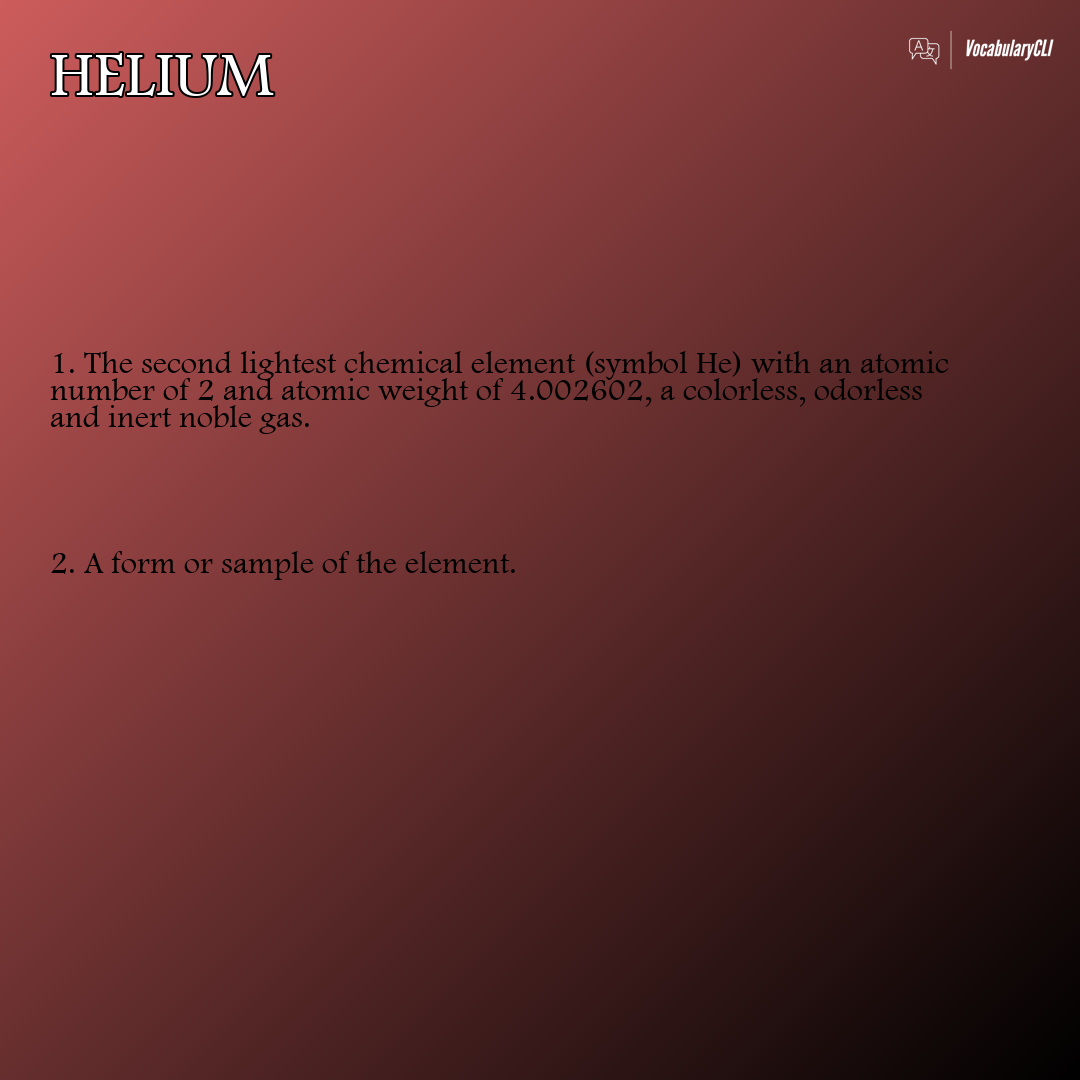 HELIUM
VocabularyCLI
1. The second lightest chemical element (symbol He) with an atomic
number of 2 and atomic weight of 4.002602, a colorless, odorless
and inert noble gas.
2. A form or sample of the element.